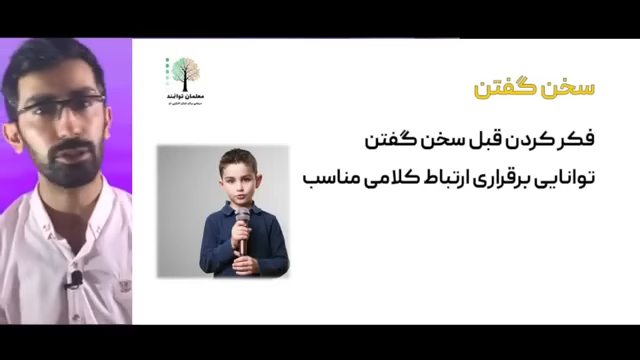 سخن گفتن
معلمان توانمند
فکر کردن قبل سخن گفتن
توانایی برقراری ارتباط کلامی مناسب